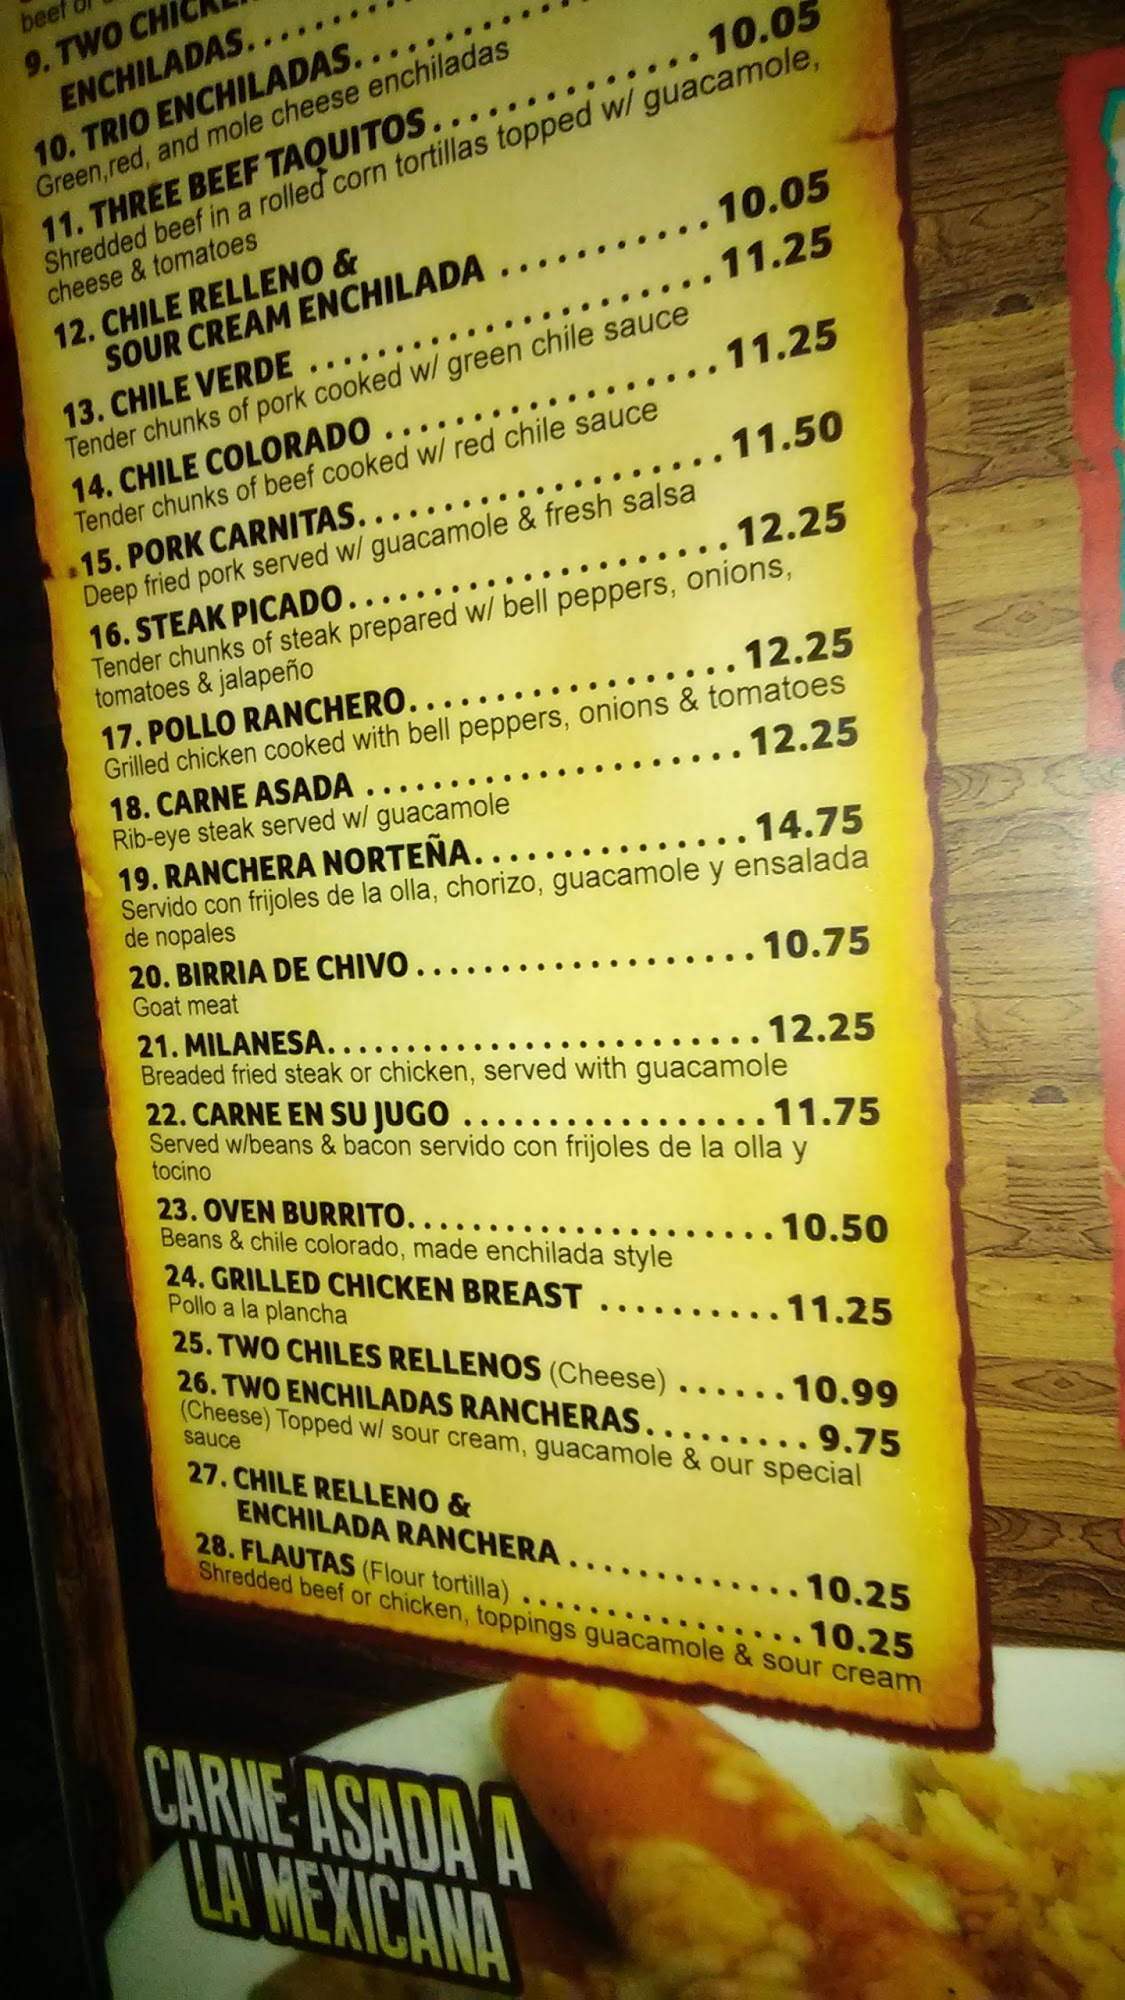 beef or
9. TWO CHICKEN
ENCHILADAS..........
10. TRIO ENCHILADAS..........
Green,red, and mole cheese enchiladas
11. THREE BEEF TAQUITOS.............. 10.05
Shredded beef in a rolled corn tortillas topped w/ guacamole,
cheese & tomatoes
12. CHILE RELLENO &
SOUR CREAM ENCHILADA ........... 10.05
13. CHILE VERDE ..................... 11.25
Tender chunks of pork cooked w/ green chile sauce
14. CHILE COLORADO ................. 11.25
Tender chunks of beef cooked w/ red chile sauce
15. PORK CARNITAS................... 11.50
Deep fried pork served w/ guacamole & fresh salsa
16. STEAK PICADO.................... 12.25
Tender chunks of steak prepared w/ bell peppers, onions,
tomatoes & jalapeño
17. POLLO RANCHERO................. 12.25
Grilled chicken cooked with bell peppers, onions & tomatoes
18. CARNE ASADA .................... 12.25
Rib-eye steak served w/ guacamole
19. RANCHERA NORTEÑA............... 14.75
Servido con frijoles de la olla, chorizo, guacamole y ensalada
de nopales
20. BIRRIA DE CHIVO................... 10.75
Goat meat
21. MILANESA........................ 12.25
Breaded fried steak or chicken, served with guacamole
22. CARNE EN SU JUGO ................ 11.75
Served w/beans & bacon servido con frijoles de la olla y
tocino
23. OVEN BURRITO.................... 10.50
Beans & chile colorado, made enchilada style
24. GRILLED CHICKEN BREAST .......... 11.25
Pollo a la plancha
25. TWO CHILES RELLENOS (Cheese) ...... 10.99
26. TWO ENCHILADAS RANCHERAS......... 9.75
(Cheese) Topped w/ sour cream, guacamole & our special
sauce
27. CHILE RELLENO &
ENCHILADA RANCHERA ............. 10.25
28. FLAUTAS (Flour tortilla) ............... 10.25
Shredded beef or chicken, toppings guacamole & sour cream
CARNE ASADA A
LA MEXICANA